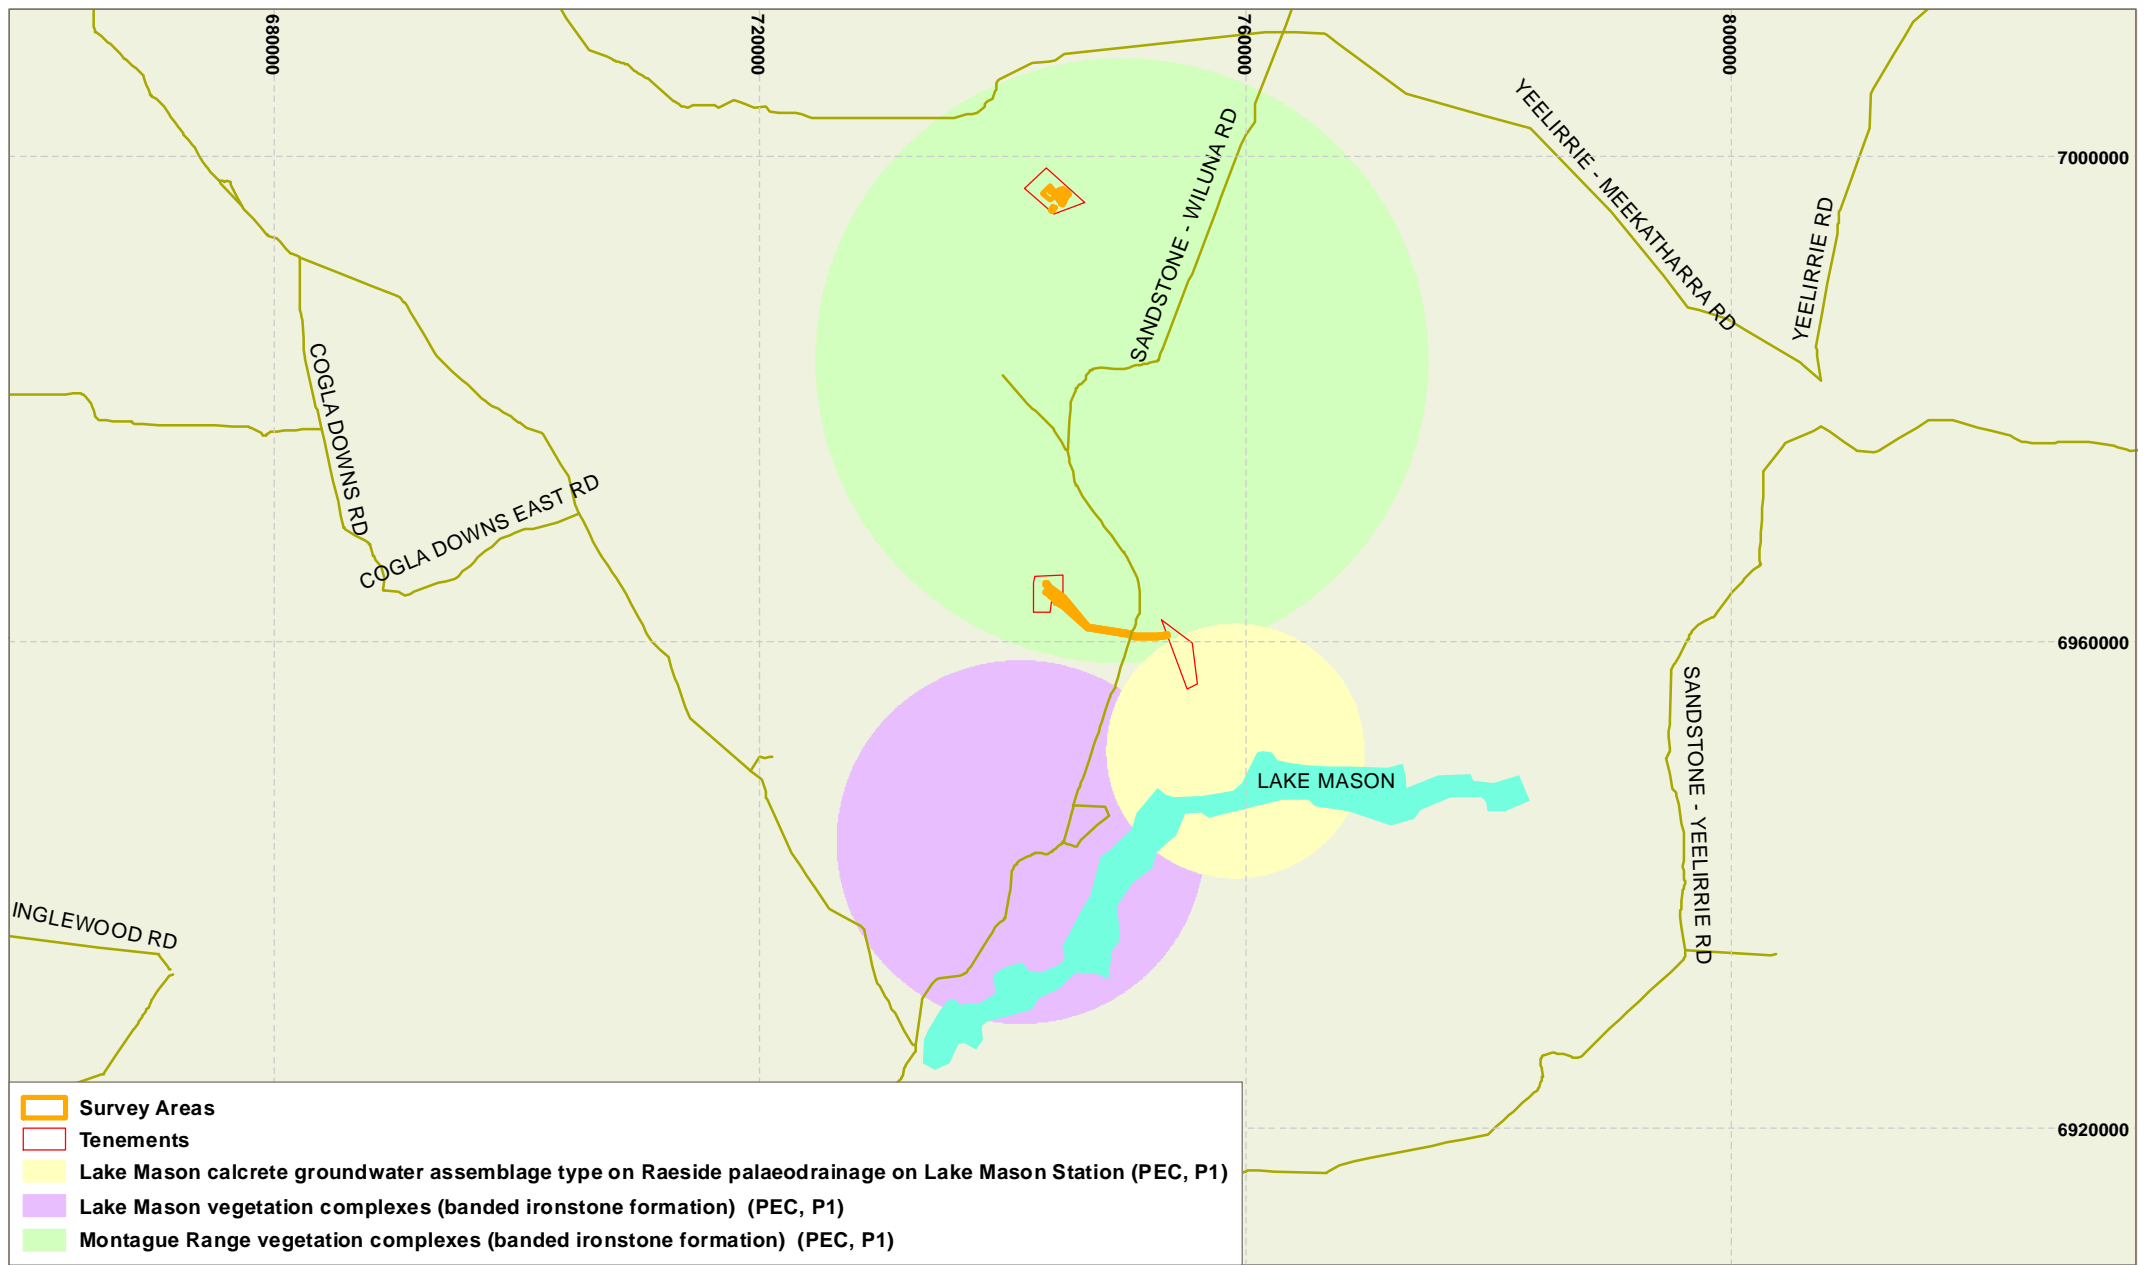 680000
720000
760000
800000
7000000
6960000
6920000
YEELIRRIE - MEEKATHARRA RD
YEELIRRIE RD
SANDSTONE - WILUNA RD
COGLA DOWNS RD
COGLA DOWNS EAST RD
SANDSTONE - YEELIRRIE RD
LAKE MASON
INGLEWOOD RD
Survey Areas
Tenements
Lake Mason calcrete groundwater assemblage type on Raeside palaeodrainage on Lake Mason Station (PEC, P1)
Lake Mason vegetation complexes (banded ironstone formation) (PEC, P1)
Montague Range vegetation complexes (banded ironstone formation) (PEC, P1)